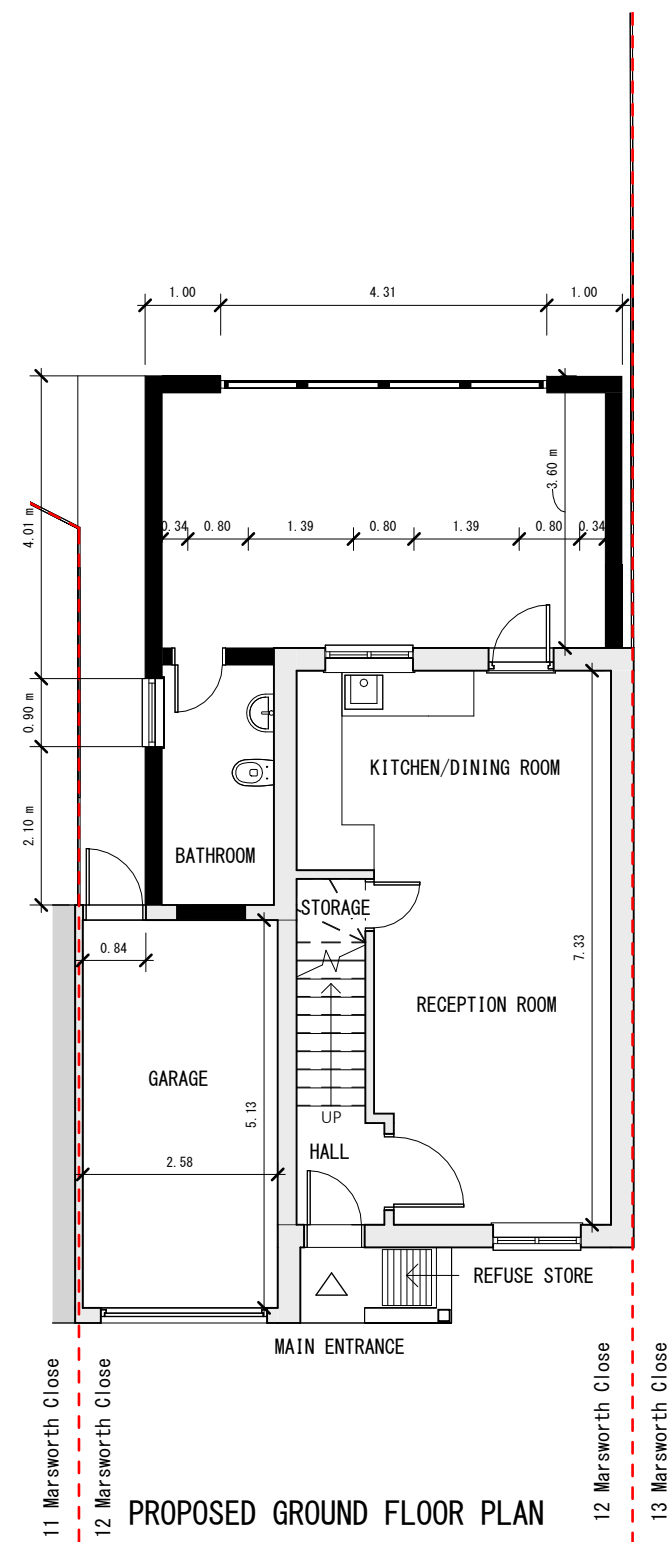 1.00
4.31
1.00
4.01 m
3.60 m
0.34
0.80
1.39
0.80
1.39
0.80
0.34
0.90 m
2.10 m
KITCHEN/DINING ROOM
BATHROOM
STORAGE
0.84
7.33
RECEPTION ROOM
GARAGE
5.13
UP
HALL
2.58
REFUSE STORE
MAIN ENTRANCE
11 Marsworth Close
12 Marsworth Close
12 Marsworth Close
13 Marsworth Close
PROPOSED GROUND FLOOR PLAN